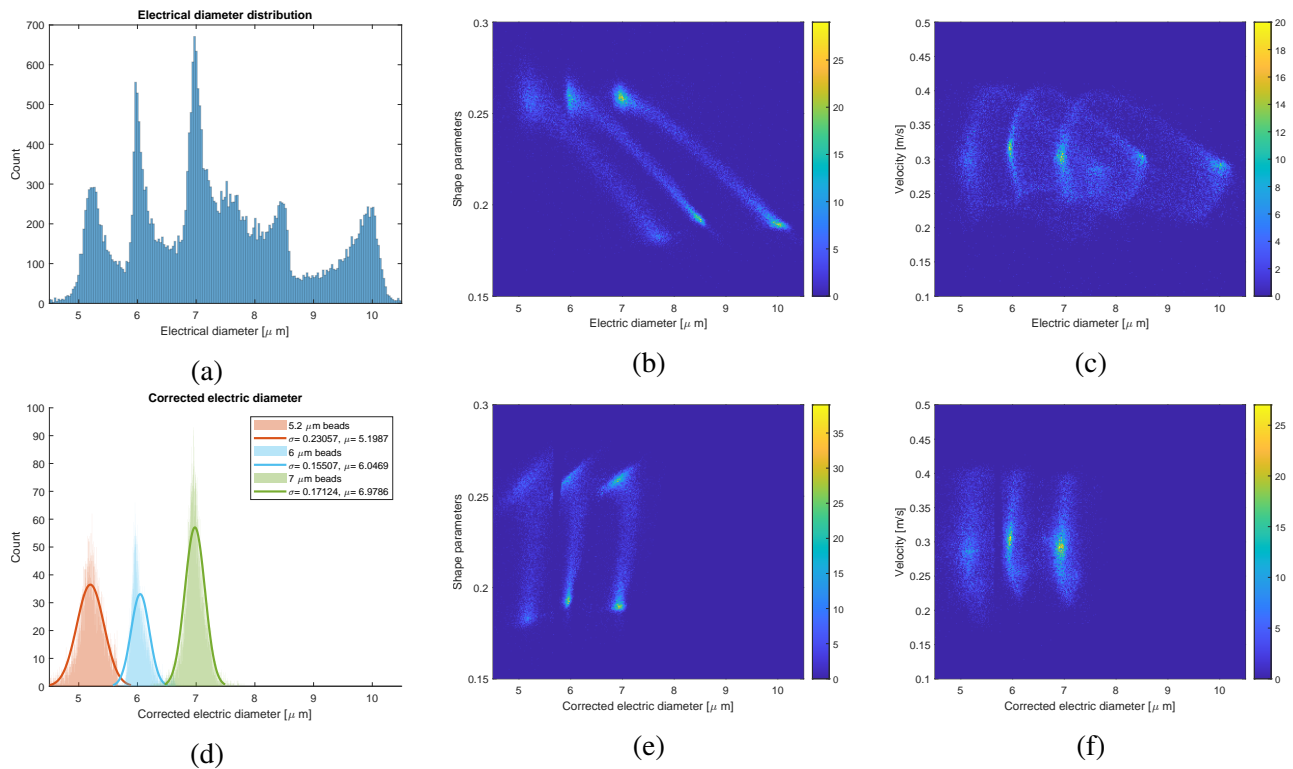 Electrical diameter distribution
700
600
500
400
300
200
100
0
Count
5 6 7 8 9 10
Electrical diameter [μ m]
(a)
0.3
0.25
0.2
0.15
Shape parameters
5 6 7 8 9 10
Electric diameter [μ m]
25
20
15
10
5
0
(b)
0.5
0.45
0.4
0.35
0.3
0.25
0.2
0.15
0.1
Velocity [m/s]
5 6 7 8 9 10
Electric diameter [μ m]
20
18
16
14
12
10
8
6
4
2
0
(c)
Corrected electric diameter
100
90
80
70
60
50
40
30
20
10
0
Count
5.2 μm beads
σ= 0.23057, μ= 5.1987
6 μm beads
σ= 0.15507, μ= 6.0469
7 μm beads
σ= 0.17124, μ= 6.9786
5 6 7 8 9 10
Corrected electric diameter [μ m]
(d)
0.3
0.25
0.2
0.15
Shape parameters
5 6 7 8 9 10
Corrected electric diameter [μ m]
35
30
25
20
15
10
5
0
(e)
0.5
0.45
0.4
0.35
0.3
0.25
0.2
0.15
0.1
Velocity [m/s]
5 6 7 8 9 10
Corrected electric diameter [μ m]
25
20
15
10
5
0
(f)